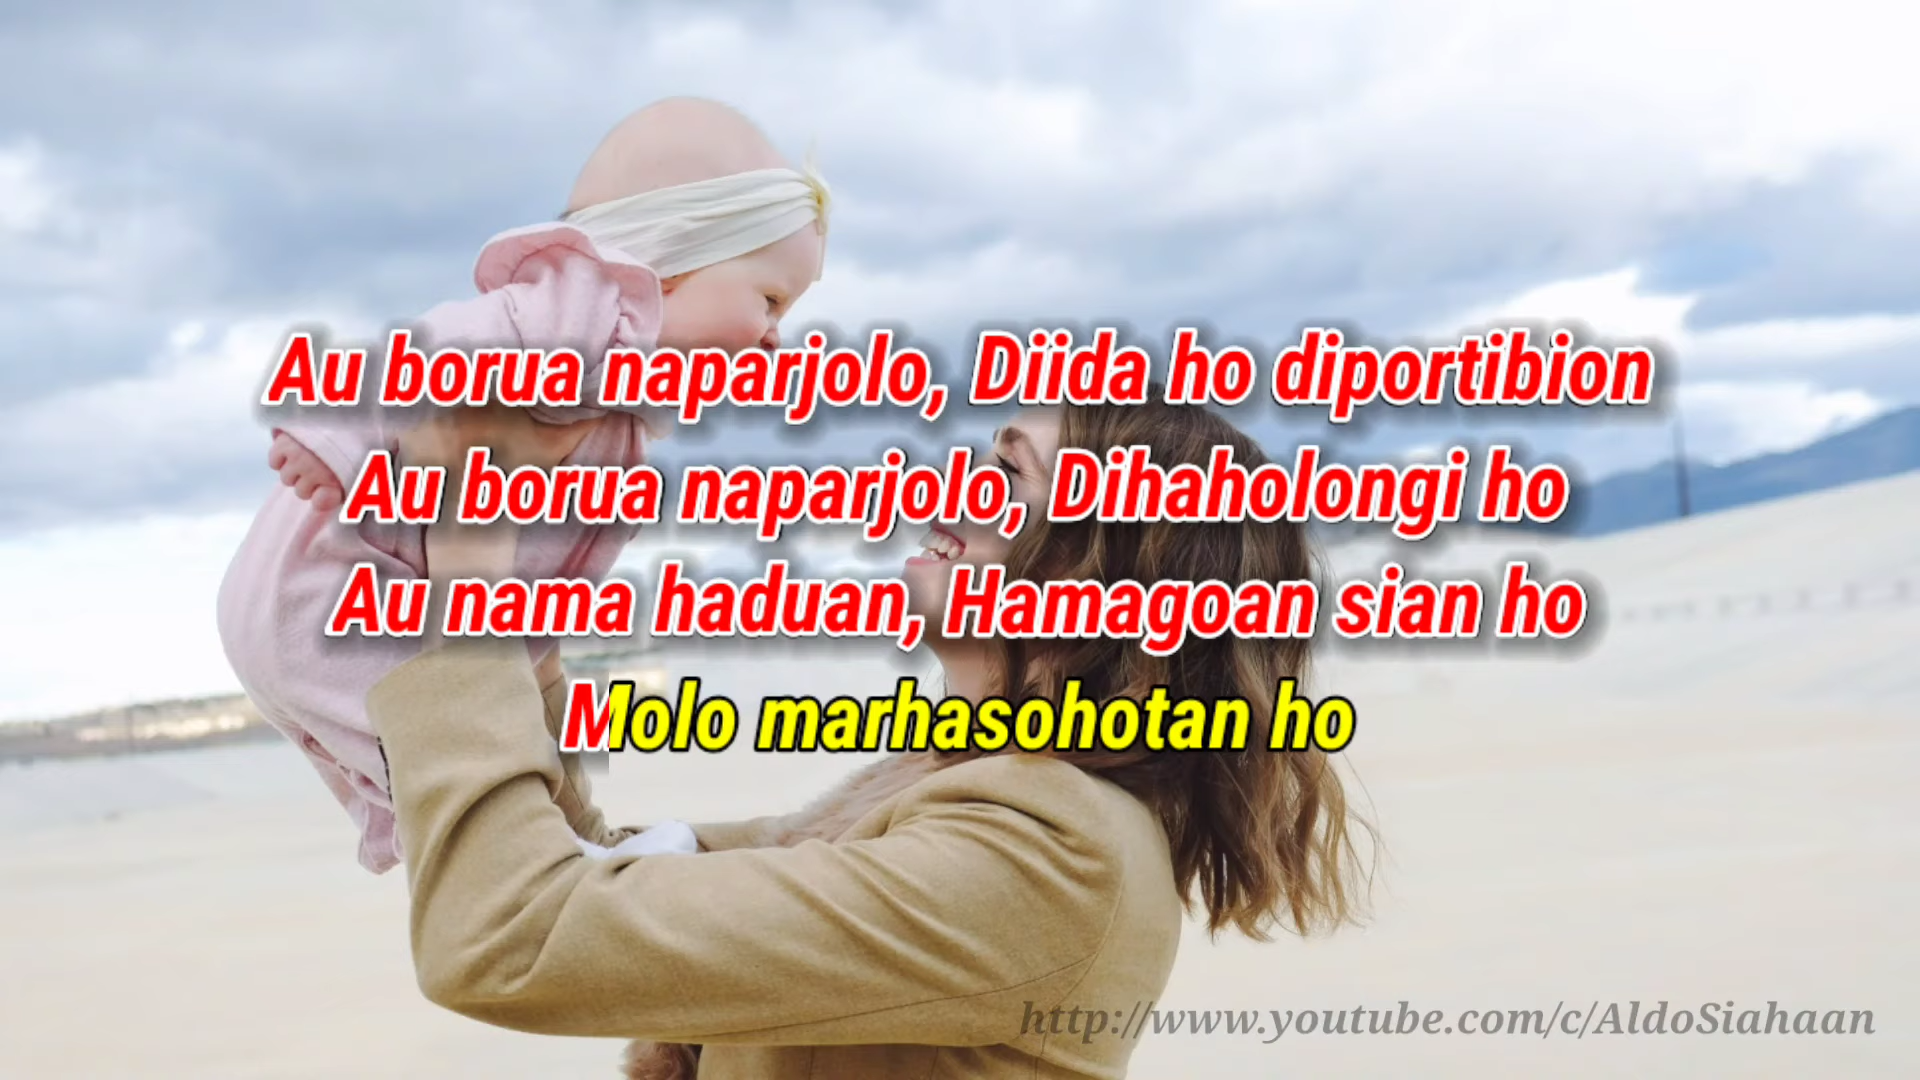 Au borua naparjolo, Diida ho diportibion
Au borua naparjolo, Dihaholongi ho
Au nama haduan, Hamagoan sian ho
Molo marhasohotan ho
http://www.youtube.com/c/AldoSiahaan